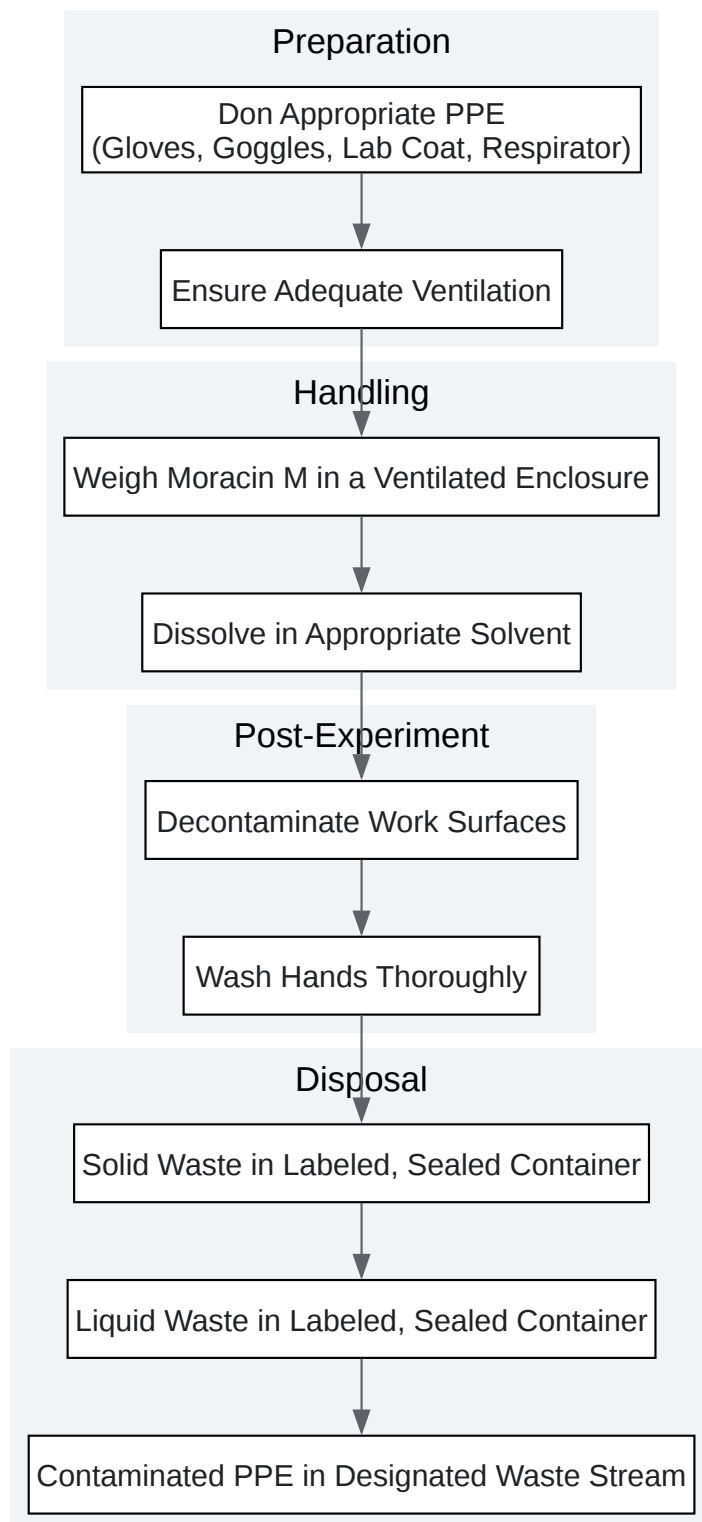 Preparation
Don Appropriate PPE
(Gloves, Goggles, Lab Coat, Respirator)
Ensure Adequate Ventilation
Handling
Weigh Moracin M in a Ventilated Enclosure
Dissolve in Appropriate Solvent
Post-Experiment
Decontaminate Work Surfaces
Wash Hands Thoroughly
Disposal
Solid Waste in Labeled, Sealed Container
Liquid Waste in Labeled, Sealed Container
Contaminated PPE in Designated Waste Stream